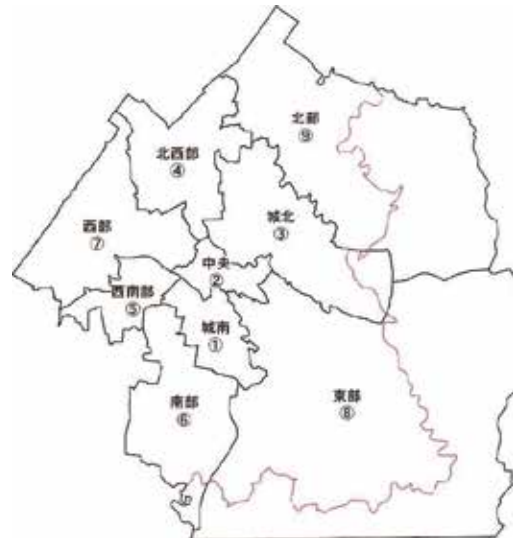 北部
⑨
北西部
④
城北
③
西部
⑦
中央
②
西南部
⑤
城南
①
東部
⑧
南部
⑥